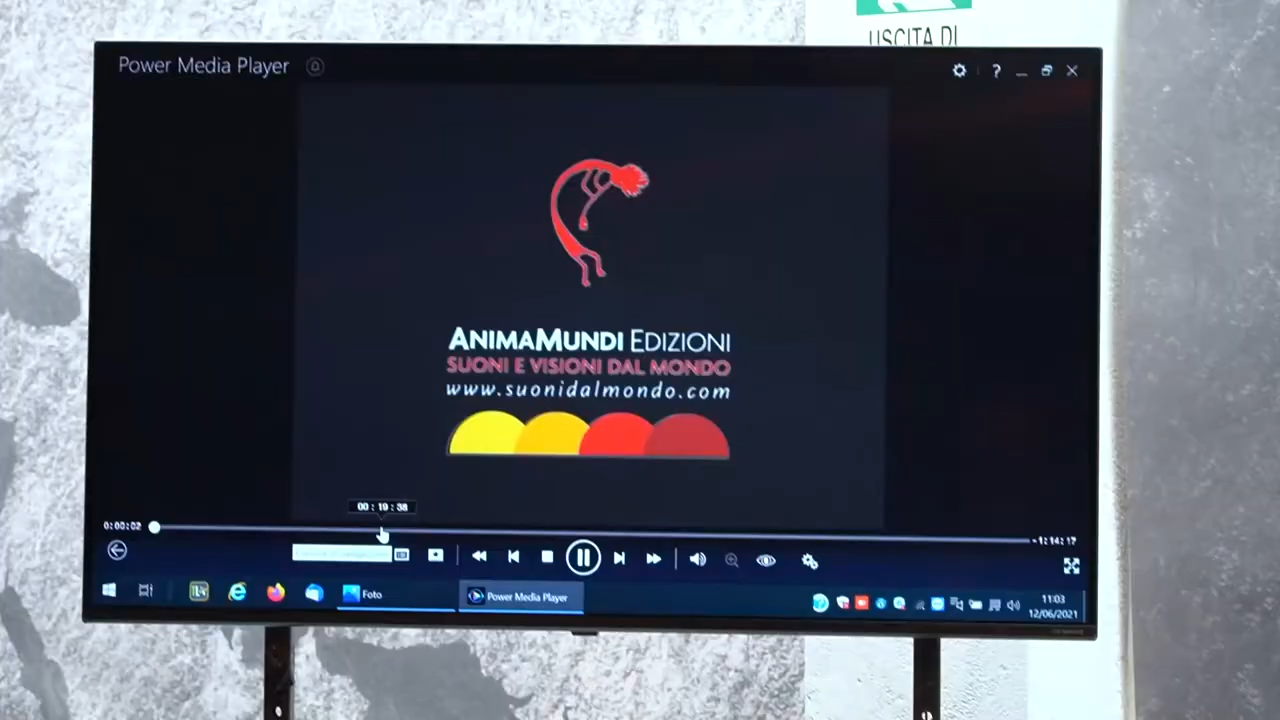 USCITA DI
Power Media Player
ANIMAMUNDI EDIZIONI
SUONI E VISIONI DAL MONDO
www.suonidalmondo.com
00 : 19 : 38
0:00:02
-1:14:17
Foto
Power Media Player
11:03
12/06/2021